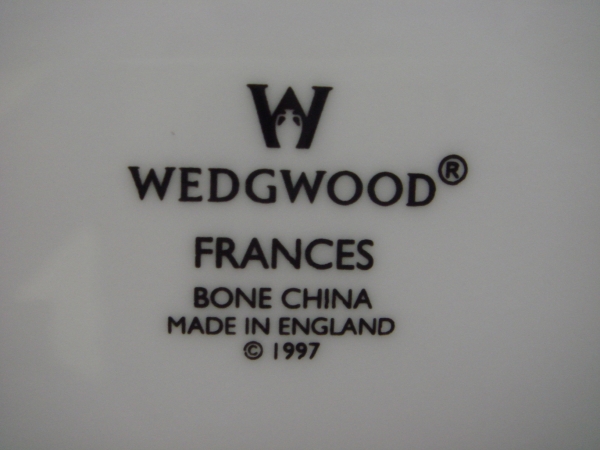 W
WEDGWOOD®
FRANCES
BONE CHINA
MADE IN ENGLAND
© 1997